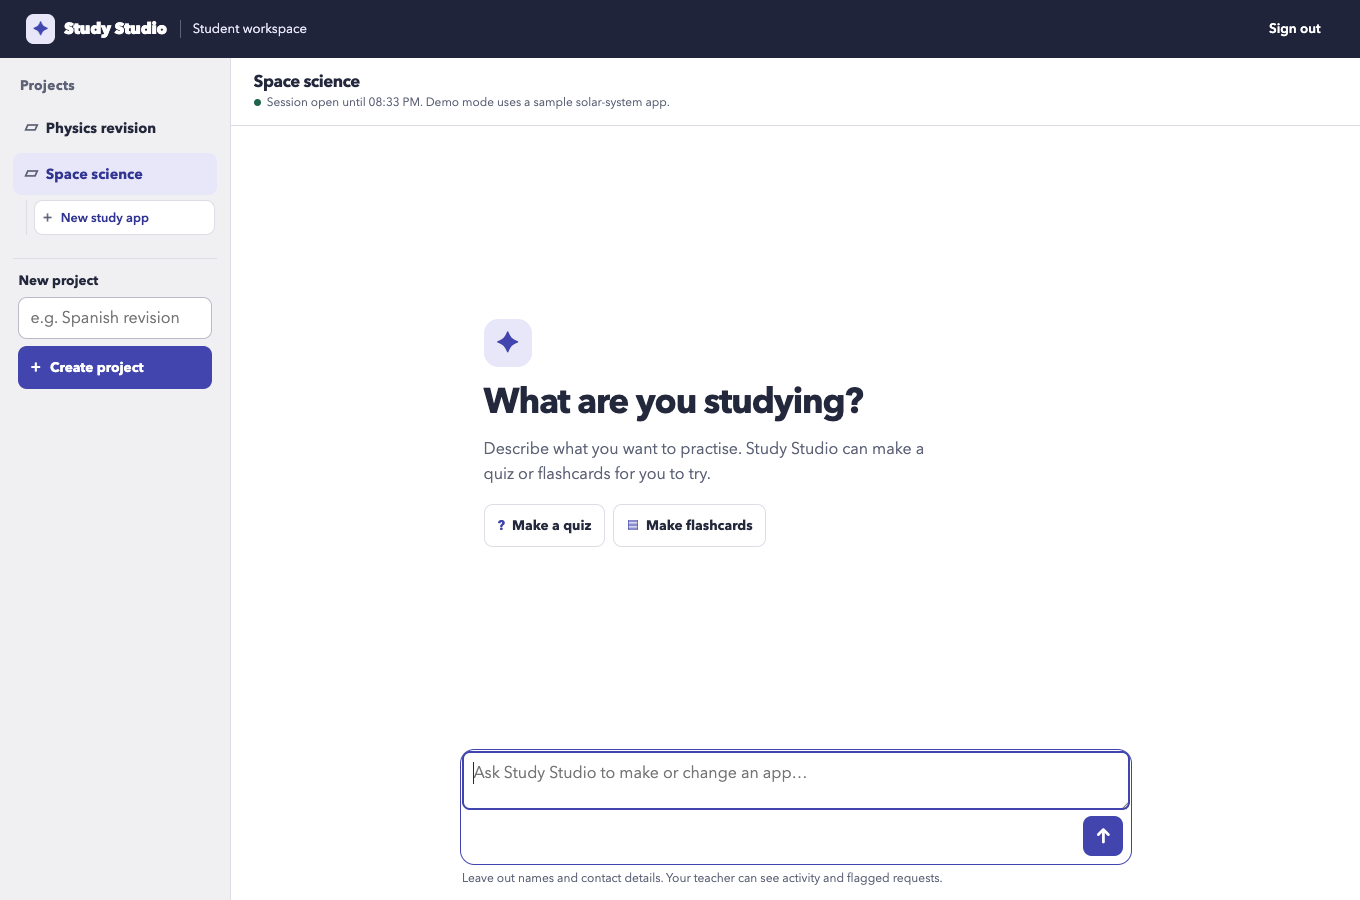 Study Studio
Student workspace
Sign out
Projects
Physics revision
Space science
+ New study app
New project
e.g. Spanish revision
+ Create project
Space science
Session open until 08:33 PM. Demo mode uses a sample solar-system app.
What are you studying?
Describe what you want to practise. Study Studio can make a
quiz or flashcards for you to try.
? Make a quiz
Make flashcards
Ask Study Studio to make or change an app…
Leave out names and contact details. Your teacher can see activity and flagged requests.